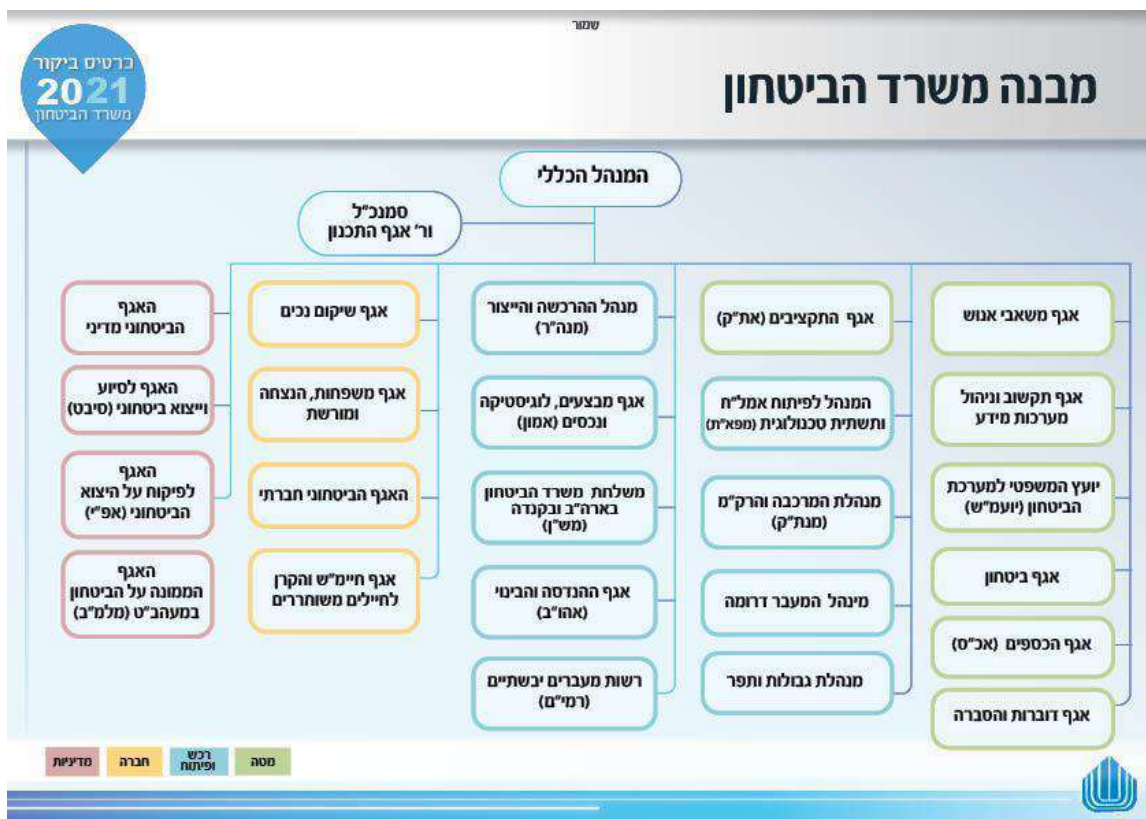 שמור
כרטיס ביקור
2021
משרד הביטחון
מבנה משרד הביטחון
המנהל הכללי
סמנכ"ל
ור' אגף התכנון
אגף משאבי אנוש
אגף תקשוב וניהול
מערכות מידע
יועץ המשפטי למערכת
הביטחון (יועמ"ש)
אגף ביטחון
אגף הכספים (אכ"ס)
אגף דוברות והסברה
אגף התקציבים (את"ק)
המנהל לפיתוח אמל"ח
ותשתית טכנולוגית (מפא"ת)
מנהלת המרכבה והרק"מ
(מנת"ק)
מינהל המעבר דרומה
מנהלת גבולות ותפר
מנהל ההרכשה והייצור
(מנה"ר)
אגף מבצעים, לוגיסטיקה
ונכסים (אמון)
משלחת משרד הביטחון
בארה"ב ובקנדה
(מש"ן)
אגף ההנדסה והבינוי
(אהו"ב)
רשות מעברים יבשתיים
(רמי"ם)
אגף שיקום נכים
אגף משפחות, הנצחה
ומורשת
האגף הביטחוני חברתי
אגף חיימ"ש והקרן
לחיילים משוחררים
האגף
הביטחוני מדיני
האגף לסיוע
וייצוא ביטחוני (סיבט)
האגף
לפיקוח על היצוא
הביטחוני (אפ"י)
האגף
הממונה על הביטחון
במעהב"ט (מלמ"ב)
מטה
רכש
ופיתוח
חברה
מדיניות